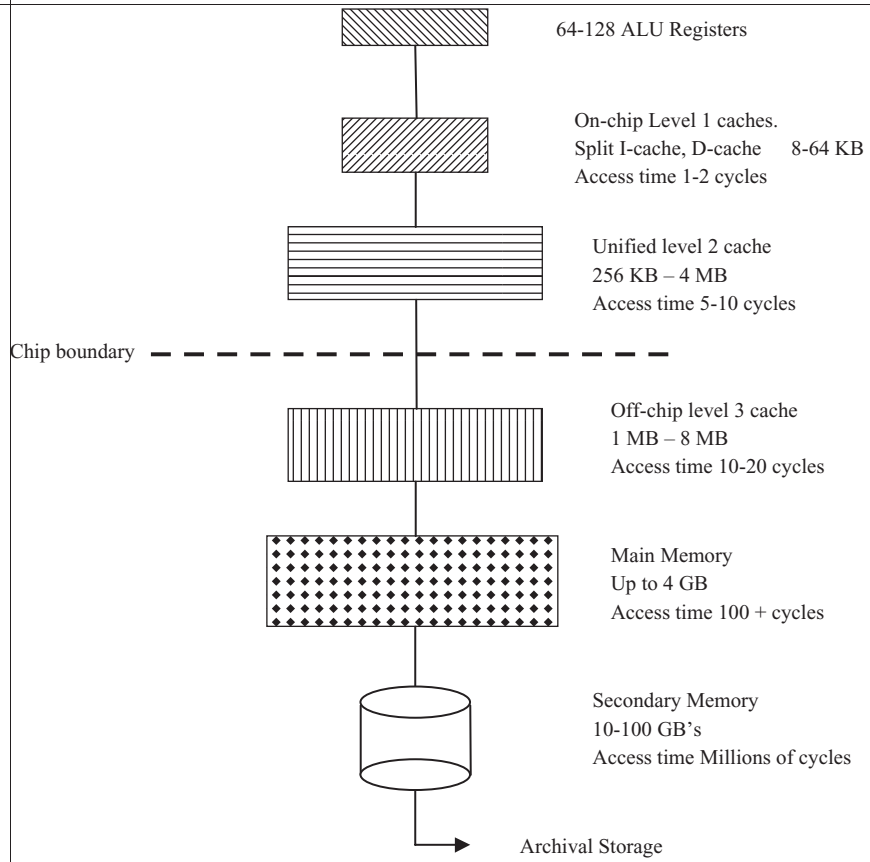 64-128 ALU Registers
On-chip Level 1 caches.
Split I-cache, D-cache 8-64 KB
Access time 1-2 cycles
Unified level 2 cache
256 KB – 4 MB
Access time 5-10 cycles
Chip boundary
Off-chip level 3 cache
1 MB – 8 MB
Access time 10-20 cycles
Main Memory
Up to 4 GB
Access time 100 + cycles
Secondary Memory
10-100 GB’s
Access time Millions of cycles
Archival Storage